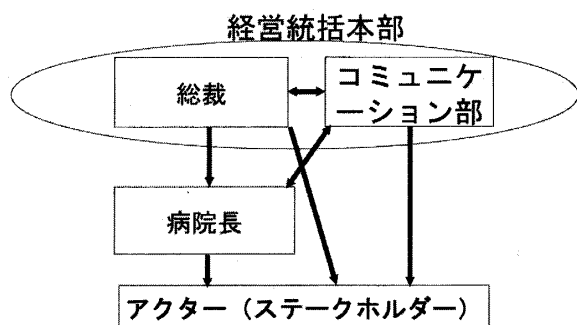 経営統括本部
総裁
コミュニケ
ーション部
病院長
アクター（ステークホルダー）